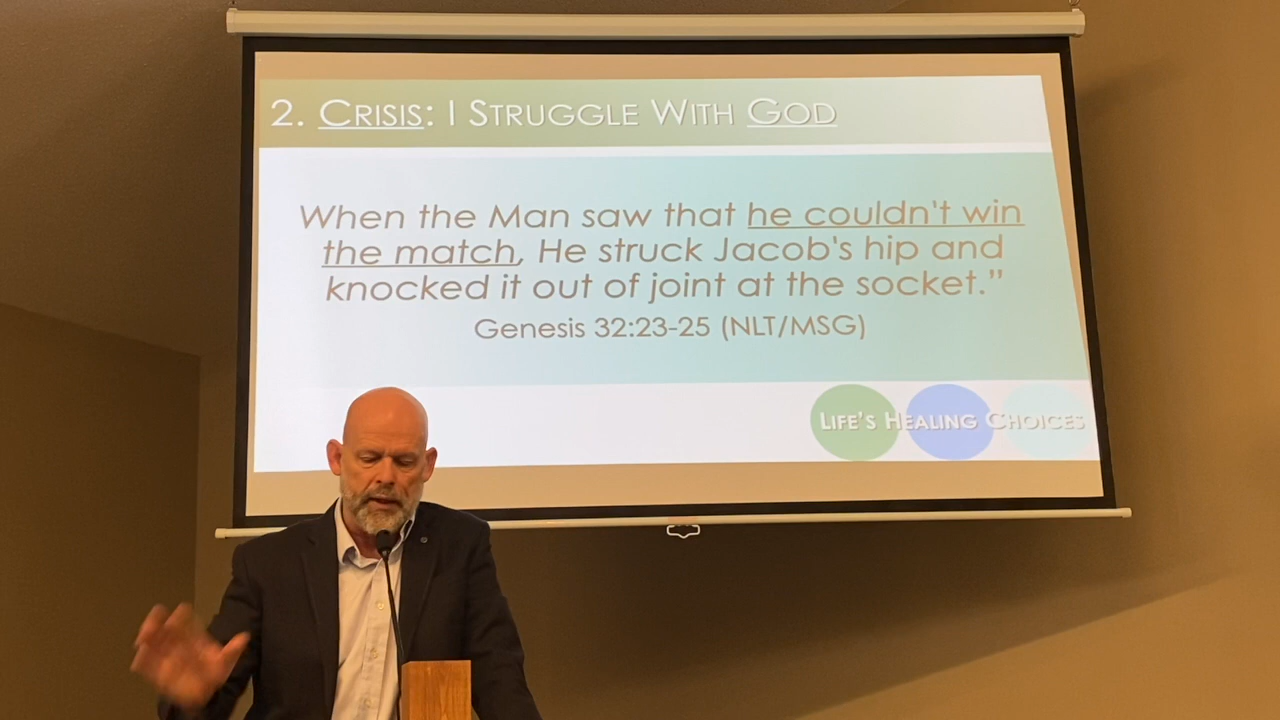 2. CRISIS: I STRUGGLE WITH GOD
When the Man saw that he couldn't win
the match, He struck Jacob's hip and
knocked it out of joint at the socket.”
Genesis 32:23-25 (NLT/MSG)
LIFE'S HEALING CHOICES